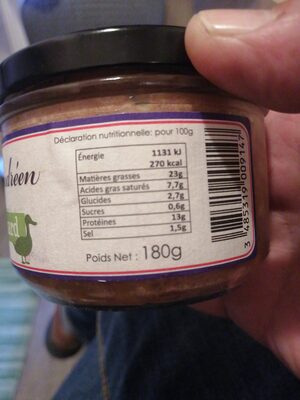 Déclaration nutritionnelle: pour 100g
Énergie 1131 kJ
270 kcal
Matières grasses 23g
Acides gras saturés 7,7g
Glucides 2,7g
Sucres 0,6g
Protéines 13g
Sel 1,5g
Poids Net : 180g
3 485319 009147